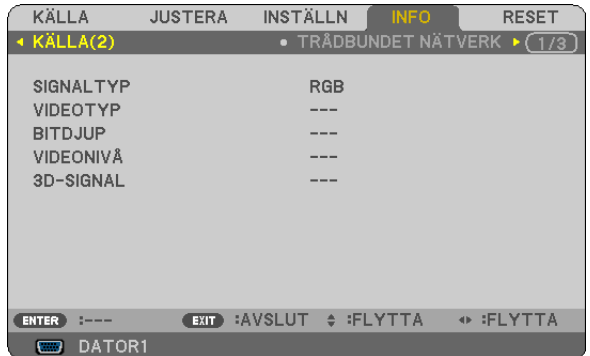 KÄLLA JUSTERA INSTÄLLN INFO RESET
KÄLLA(2) • TRÅDBUNDET NÄTVERK 1/3
SIGNALTYP RGB
VIDEOTYP ---
BITDJUP ---
VIDEONIVÅ ---
3D-SIGNAL ---
ENTER :--- EXIT :AVSLUT :FLYTTA :FLYTTA
DATOR1